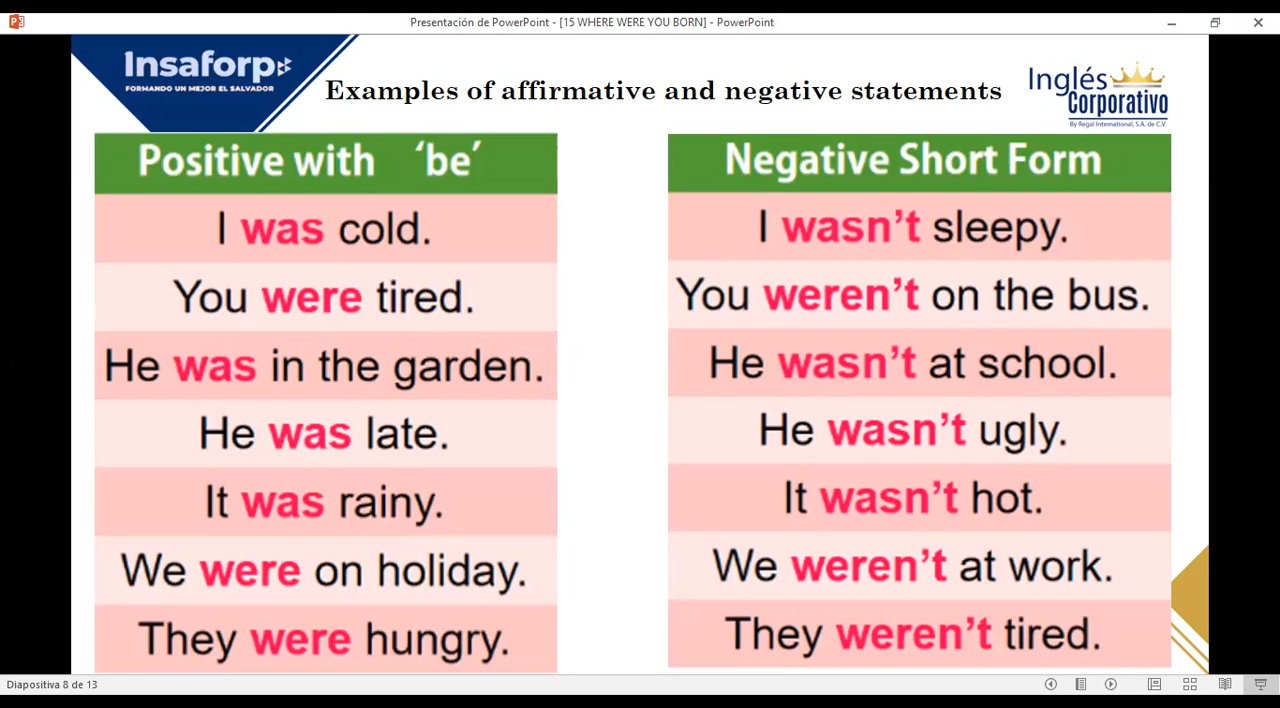 Presentación de PowerPoint - [15 WHERE WERE YOU BORN] - PowerPoint
Insaforp
FORMANDO UN MEJOR EL SALVADOR
Examples of affirmative and negative statements
Inglés
Corporativo
By Regal International, S.A. de C.V.
Positive with ‘be’
I was cold.
You were tired.
He was in the garden.
He was late.
It was rainy.
We were on holiday.
They were hungry.
Negative Short Form
I wasn’t sleepy.
You weren’t on the bus.
He wasn’t at school.
He wasn’t ugly.
It wasn’t hot.
We weren’t at work.
They weren’t tired.
Diapositiva 8 de 13